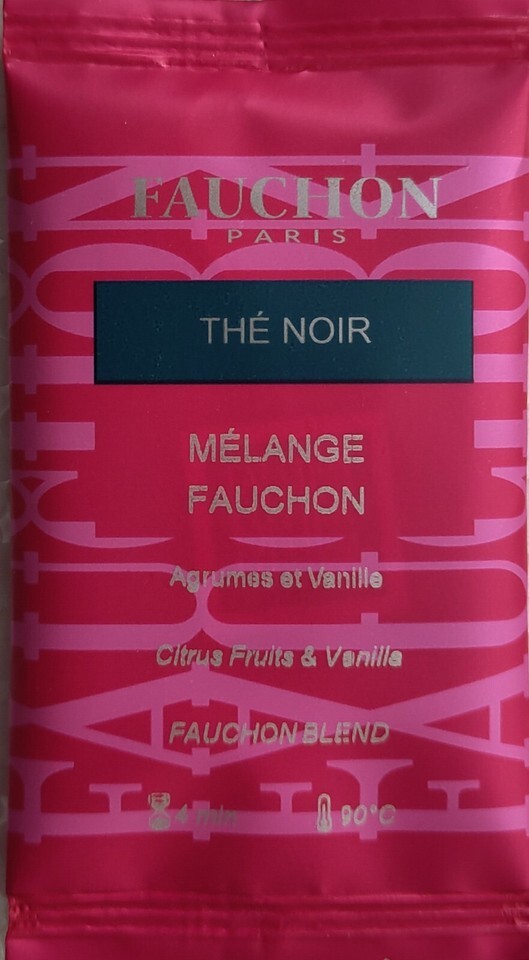 FAUCHON
PARIS
THÉ NOIR
MÉLANGE
FAUCHON
Agrumes et Vanille
Citrus Fruits & Vanilla
FAUCHON BLEND
4 min 90°C